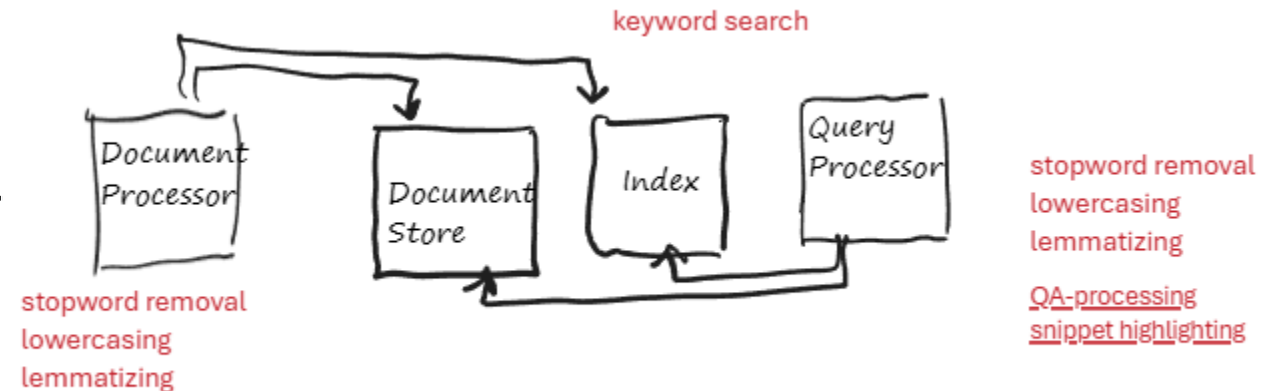 keyword search
Document
Processor
Document
Store
Index
Query
Processor
stopword removal
lowercasing
lemmatizing
QA-processing
snippet highlighting
stopword removal
lowercasing
lemmatizing